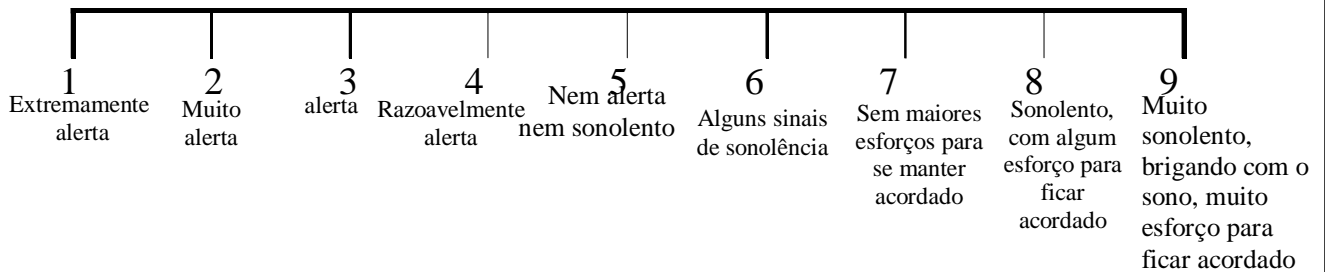 1
Extremamente
alerta
2
Muito
alerta
3
alerta
4
Razoavelmente
alerta
5
Nem alerta
nem sonolento
6
Alguns sinais
de sonolência
7
Sem maiores
esforços para
se manter
acordado
8
Sonolento,
com algum
esforço para
ficar
acordado
9
Muito
sonolento,
brigando com o
sono, muito
esforço para
ficar acordado